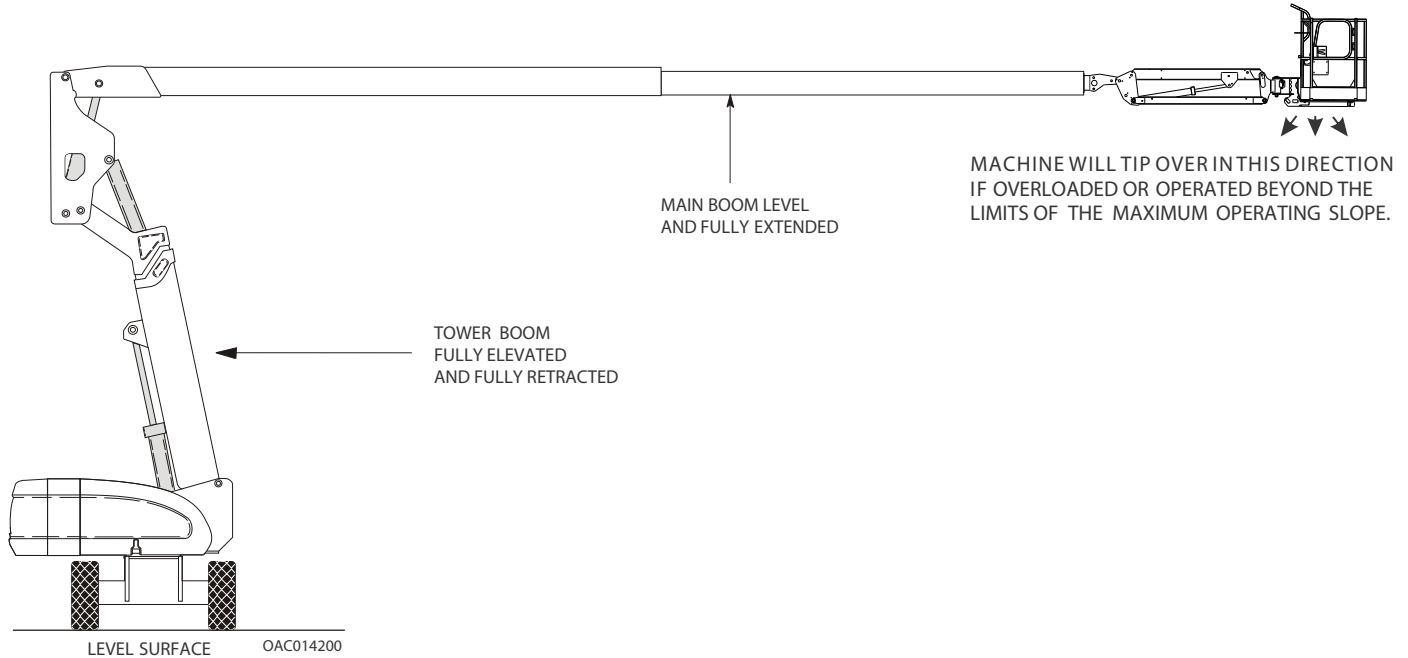 MACHINE WILL TIP OVER IN THIS DIRECTION
IF OVERLOADED OR OPERATED BEYOND THE
LIMITS OF THE MAXIMUM OPERATING SLOPE.
MAIN BOOM LEVEL
AND FULLY EXTENDED
TOWER BOOM
FULLY ELEVATED
AND FULLY RETRACTED
LEVEL SURFACE
OAC014200